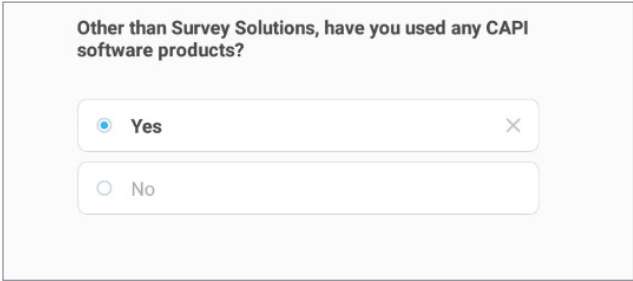 Other than Survey Solutions, have you used any CAPI
software products?
Yes
No